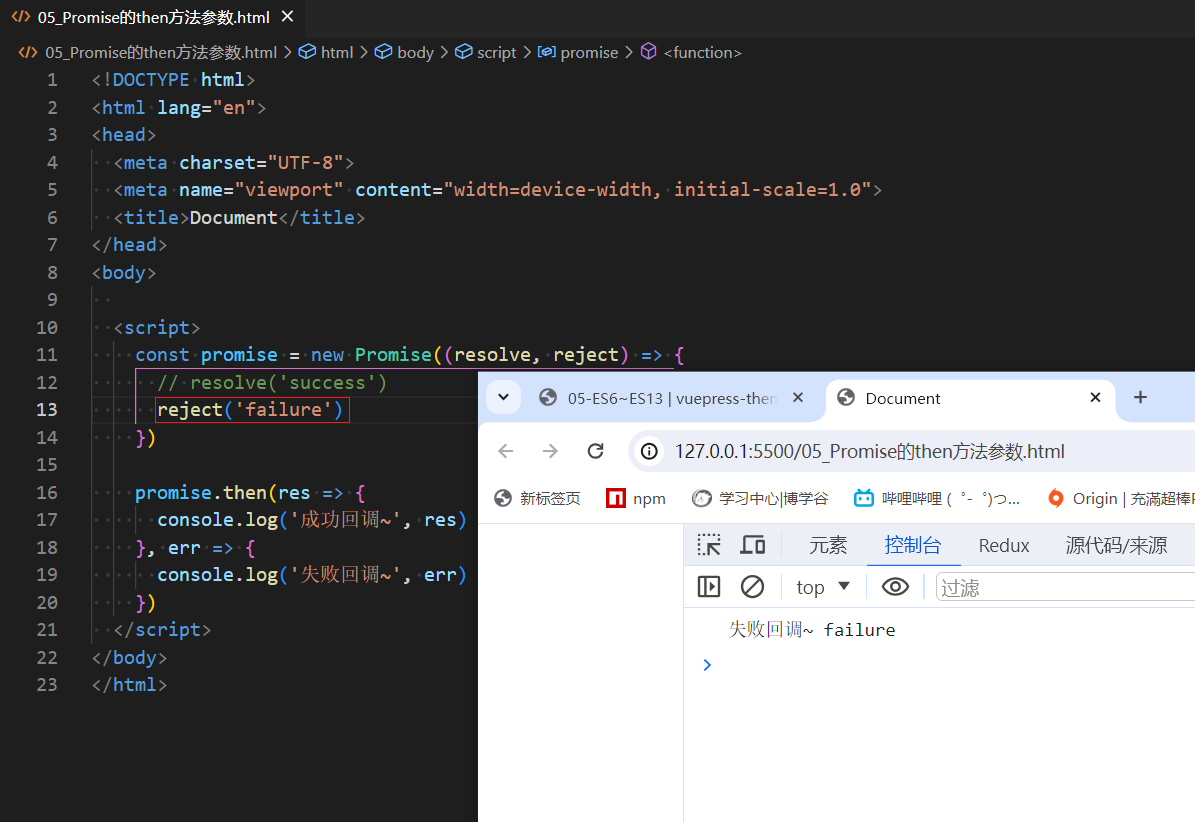 05_Promise的then方法参数.html
05_Promise的then方法参数.html > html > body > script > promise > <function>
1 <!DOCTYPE html>
2 <html lang="en">
3 <head>
4 <meta charset="UTF-8">
5 <meta name="viewport" content="width=device-width, initial-scale=1.0">
6 <title>Document</title>
7 </head>
8 <body>
9
10 <script>
11 const promise = new Promise((resolve, reject) => {
12 // resolve('success')
13 reject('failure')
14 })
15
16 promise.then(res => {
17 console.log('成功回调~', res)
18 }, err => {
19 console.log('失败回调~', err)
20 })
21 </script>
22 </body>
23 </html>
05-ES6~ES13 | vuepress-then
Document
127.0.0.1:5500/05_Promise的then方法参数.html
新标签页 npm 学习中心|博学谷 哔哩哔哩 (゜-゜)つ... Origin | 充滿超棒
元素 控制台 Redux 源代码/来源
top 过滤
失败回调~ failure